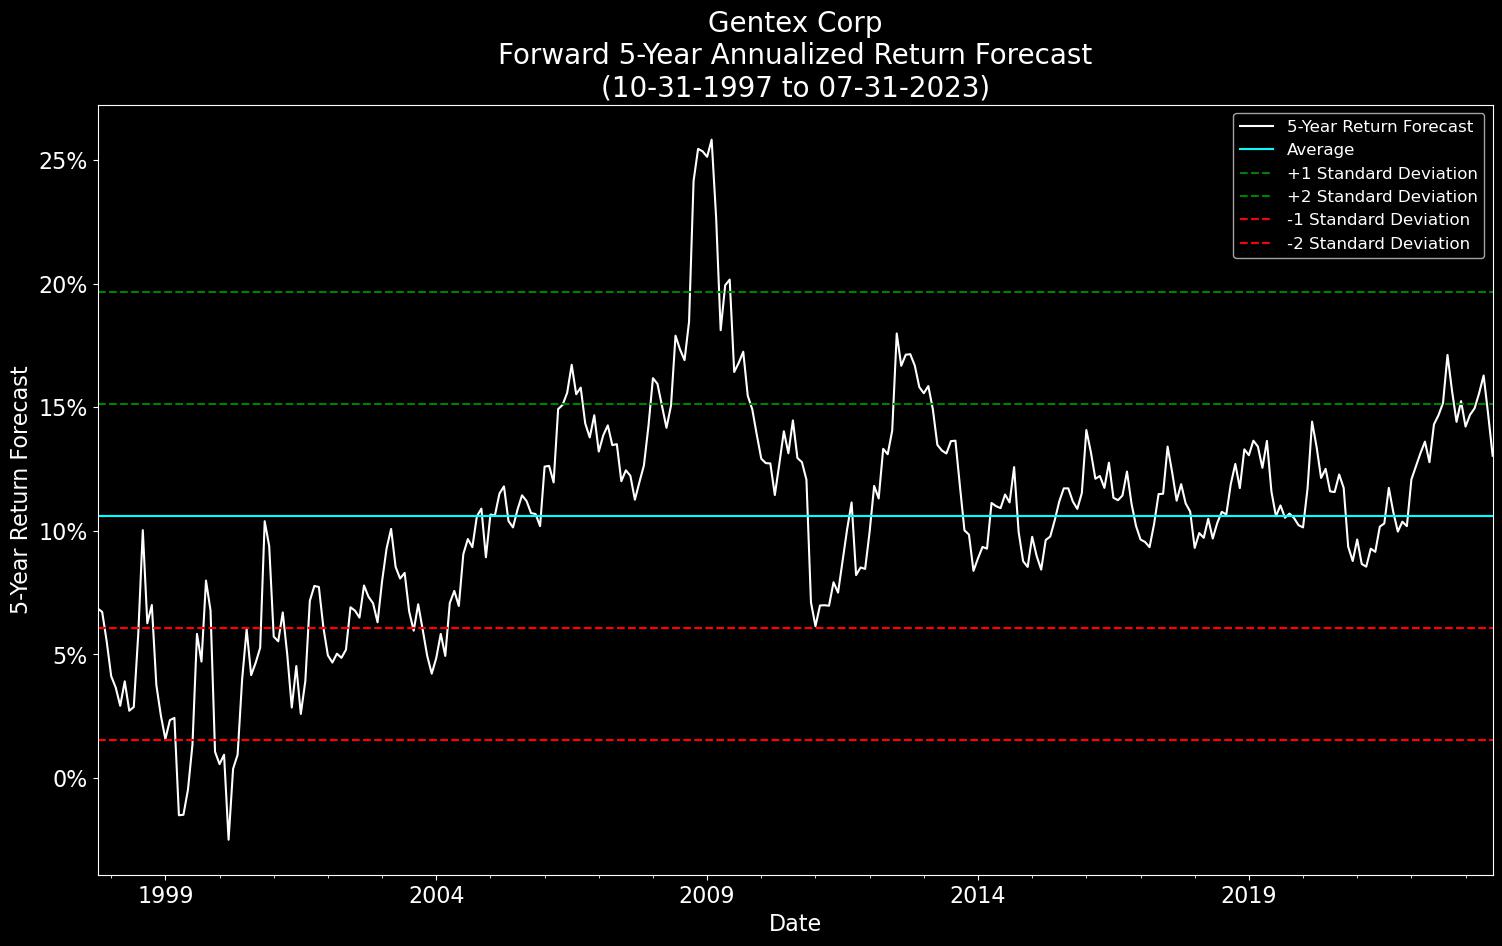 Gentex Corp
Forward 5-Year Annualized Return Forecast
(10-31-1997 to 07-31-2023)
5-Year Return Forecast
Average
+1 Standard Deviation
+2 Standard Deviation
-1 Standard Deviation
-2 Standard Deviation
25%
20%
15%
10%
5%
0%
5-Year Return Forecast
1999
2004
2009
2014
2019
Date